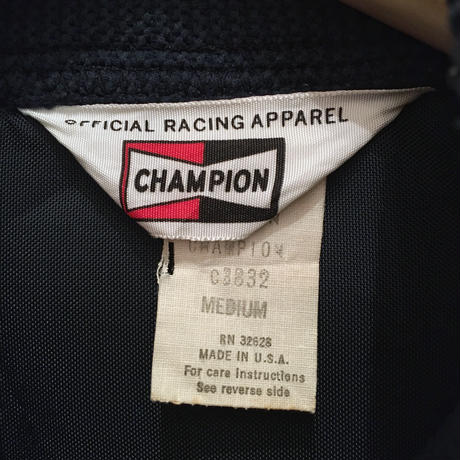 OFFICIAL RACING APPAREL
CHAMPION
CHAMPION
C3832
MEDIUM
RN 32628
MADE IN U.S.A.
For care instructions
See reverse side